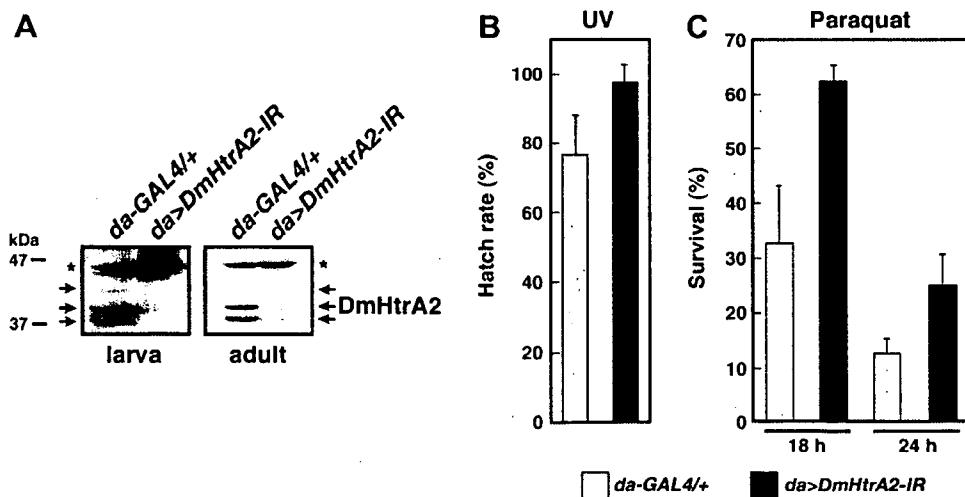 A
da-GAL4/+
da>DmHtrA2-IR
da-GAL4/+
da>DmHtrA2-IR
kDa
47
*
37
*
DmHtrA2
larva
adult
B
UV
Hatch rate (%)
100
80
60
40
20
0
C
Paraquat
Survival (%)
70
60
50
40
30
20
10
0
18 h
24 h
da-GAL4/+
da>DmHtrA2-IR